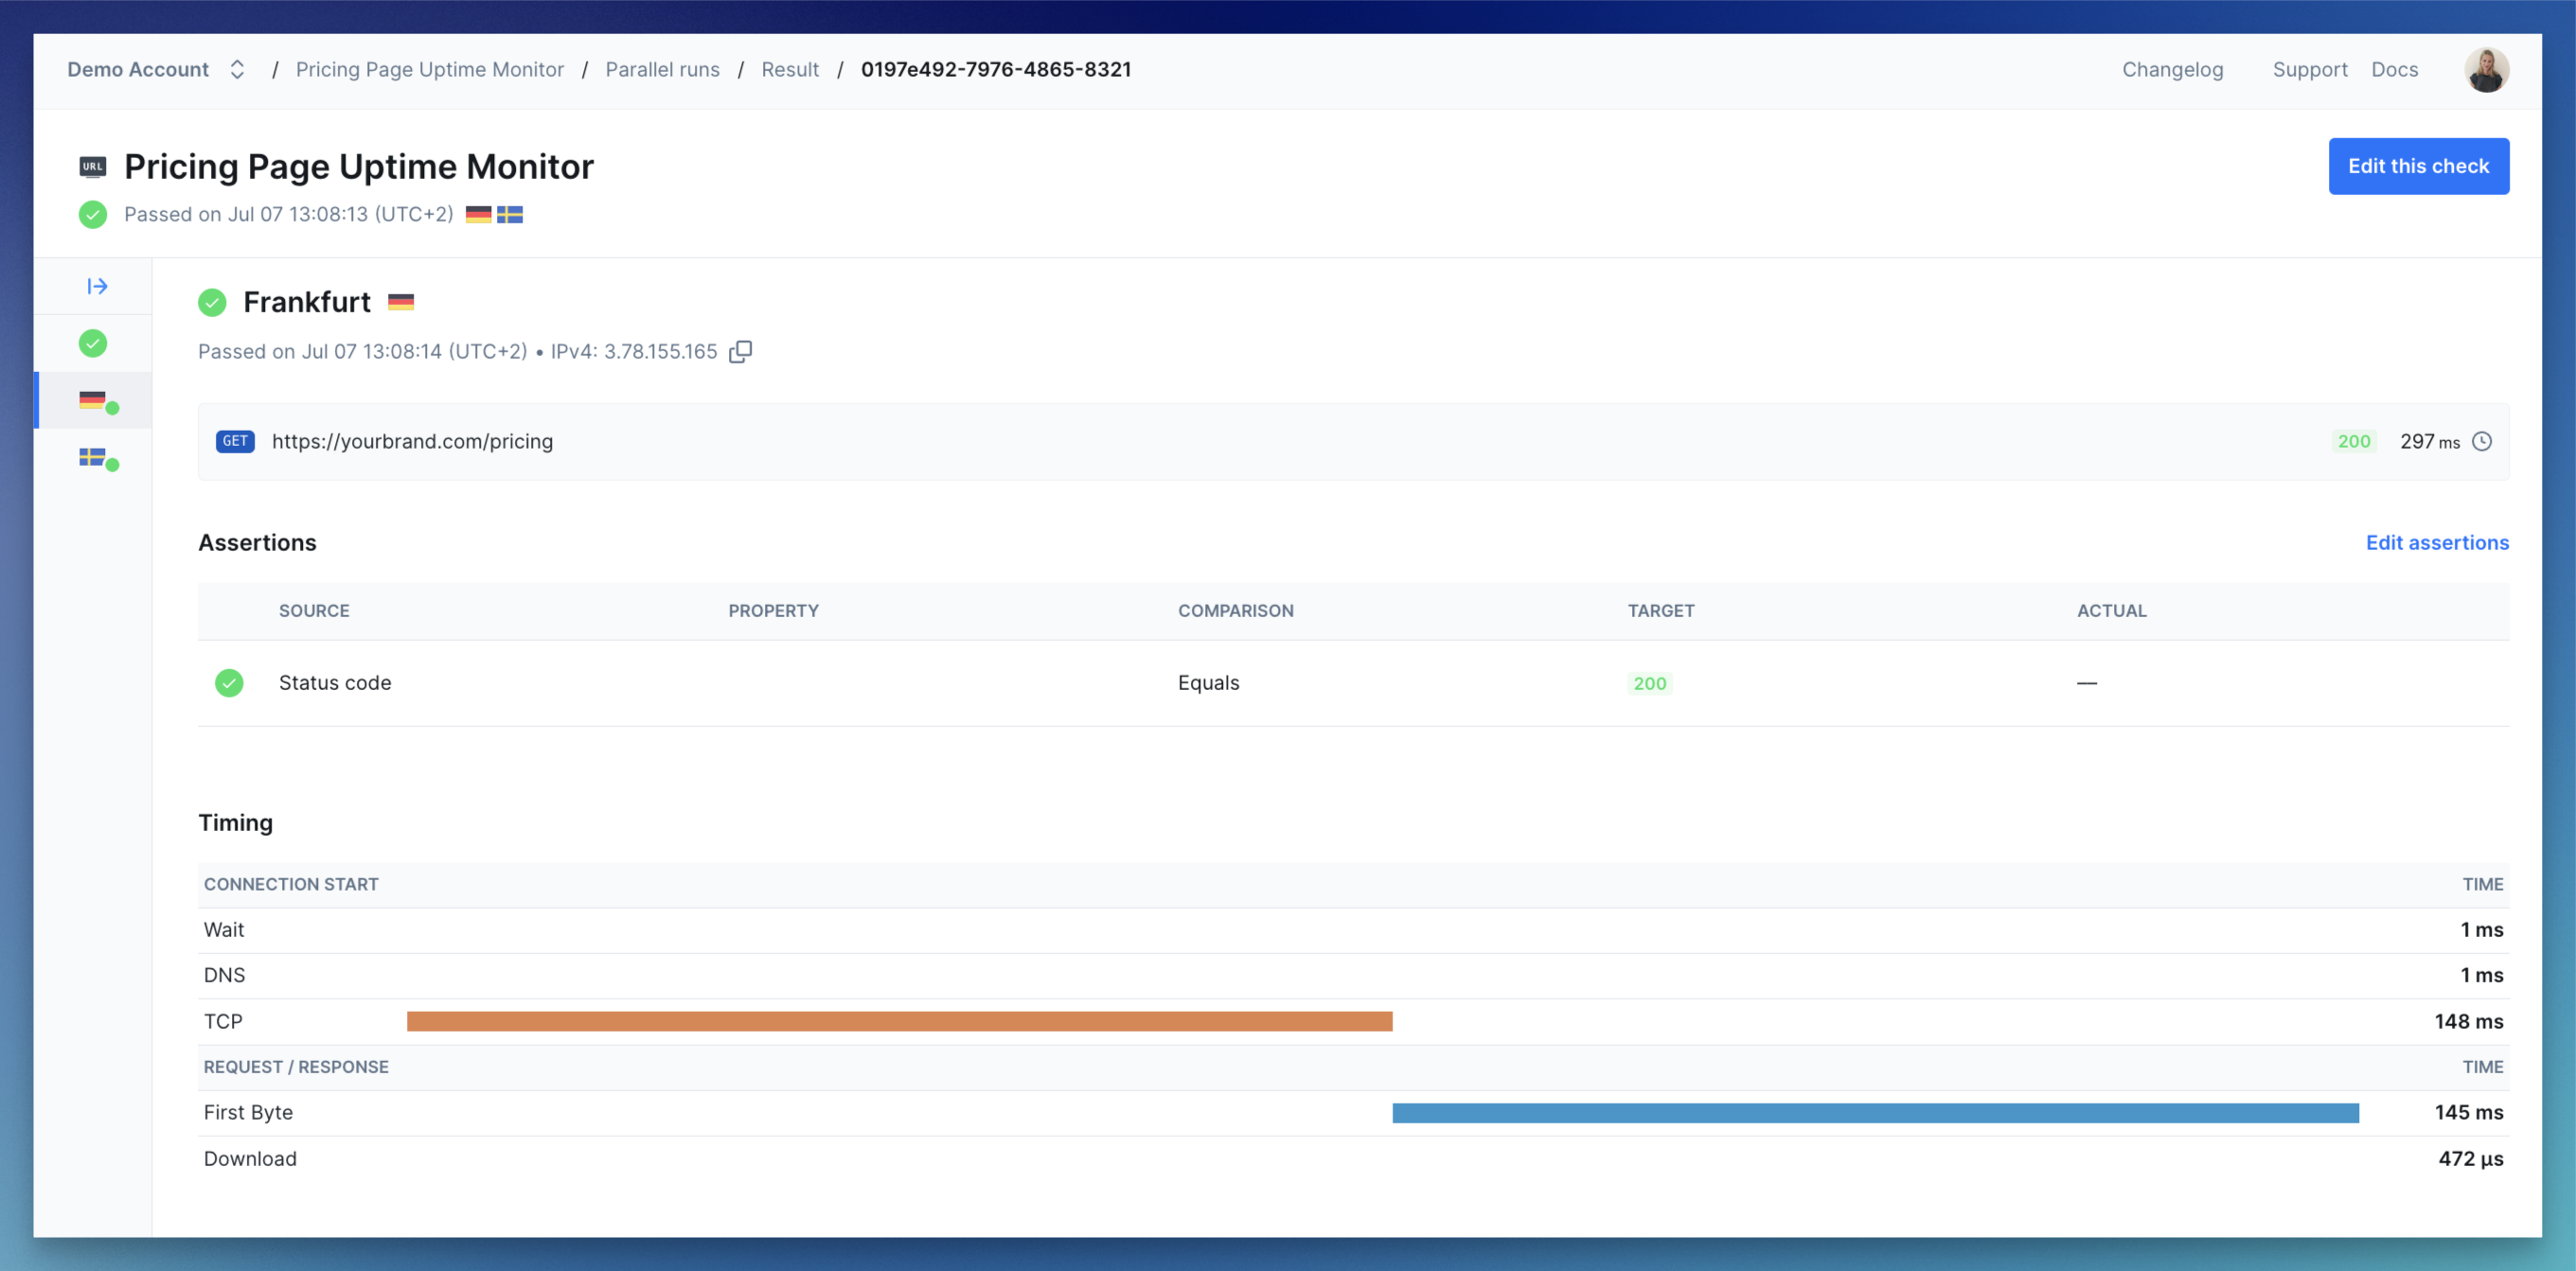 Demo Account / Pricing Page Uptime Monitor / Parallel runs / Result / 0197e492-7976-4865-8321 Changelog Support Docs
URL Pricing Page Uptime Monitor Edit this check
Passed on Jul 07 13:08:13 (UTC+2)
Frankfurt
Passed on Jul 07 13:08:14 (UTC+2) • IPv4: 3.78.155.165
GET https://yourbrand.com/pricing 200 297 ms
Assertions Edit assertions
SOURCE PROPERTY COMPARISON TARGET ACTUAL
Status code Equals 200 —
Timing
CONNECTION START TIME
Wait 1 ms
DNS 1 ms
TCP 148 ms
REQUEST / RESPONSE TIME
First Byte 145 ms
Download 472 µs